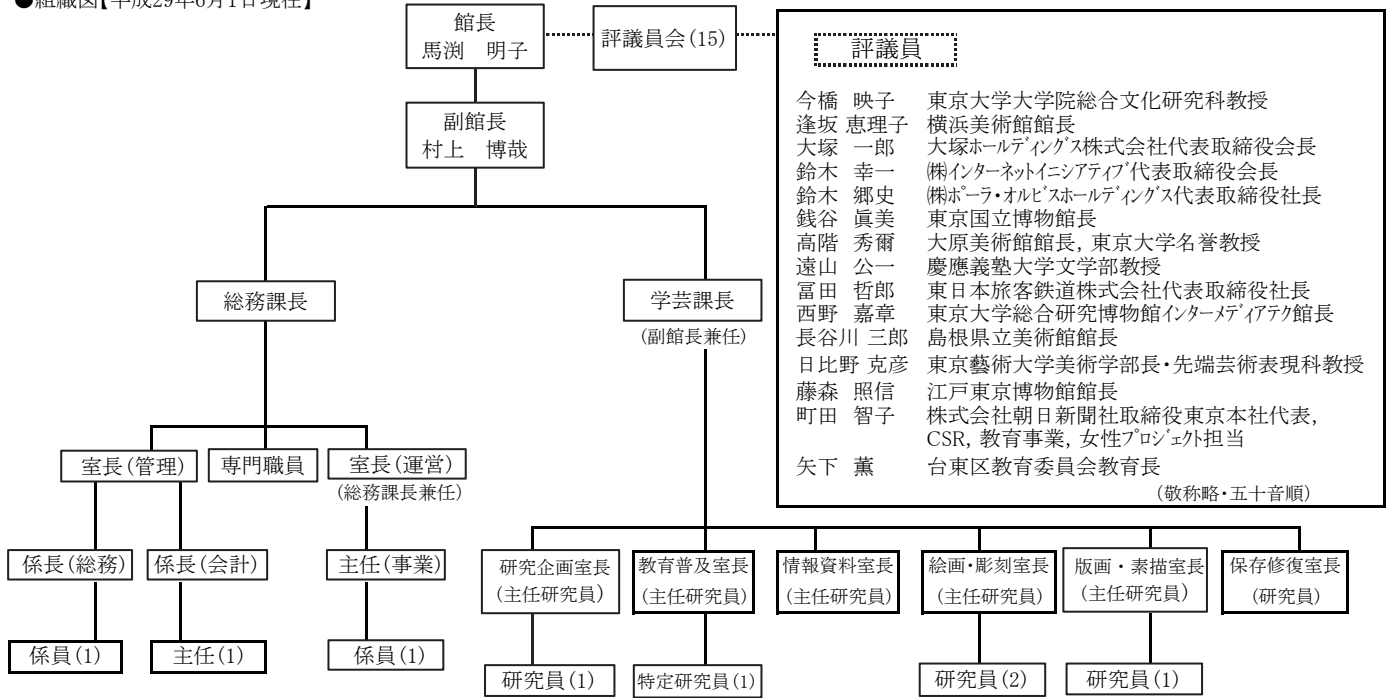 ●組織図【平成29年6月1日現在】
館長
馬渕 明子
評議員会(15)
副館長
村上 博哉
評議員
今橋 映子 東京大学大学院総合文化研究科教授
逢坂 恵理子 横浜美術館館長
大塚 一郎 大塚ホールディングス株式会社代表取締役会長
鈴木 幸一 ㈱インターネットイニシアティブ代表取締役会長
鈴木 郷史 ㈱ポーラ・オルビスホールディングス代表取締役社長
銭谷 眞美 東京国立博物館長
高階 秀爾 大原美術館館長, 東京大学名誉教授
遠山 公一 慶應義塾大学文学部教授
冨田 哲郎 東日本旅客鉄道株式会社代表取締役社長
西野 嘉章 東京大学総合研究博物館インターメディアテク館長
長谷川 三郎 島根県立美術館館長
日比野 克彦 東京藝術大学美術学部長・先端芸術表現科教授
藤森 照信 江戸東京博物館館長
町田 智子 株式会社朝日新聞社取締役東京本社代表,
CSR, 教育事業, 女性プロジェクト担当
矢下 薫 台東区教育委員会教育長
(敬称略・五十音順)
総務課長
学芸課長
(副館長兼任)
室長(管理)
専門職員
室長(運営)
(総務課長兼任)
係長(総務)
係長(会計)
主任(事業)
係員(1)
主任(1)
係員(1)
研究企画室長
(主任研究員)
教育普及室長
(主任研究員)
情報資料室長
(主任研究員)
絵画・彫刻室長
(主任研究員)
版画・素描室長
(主任研究員)
保存修復室長
(研究員)
研究員(1)
特定研究員(1)
研究員(2)
研究員(1)